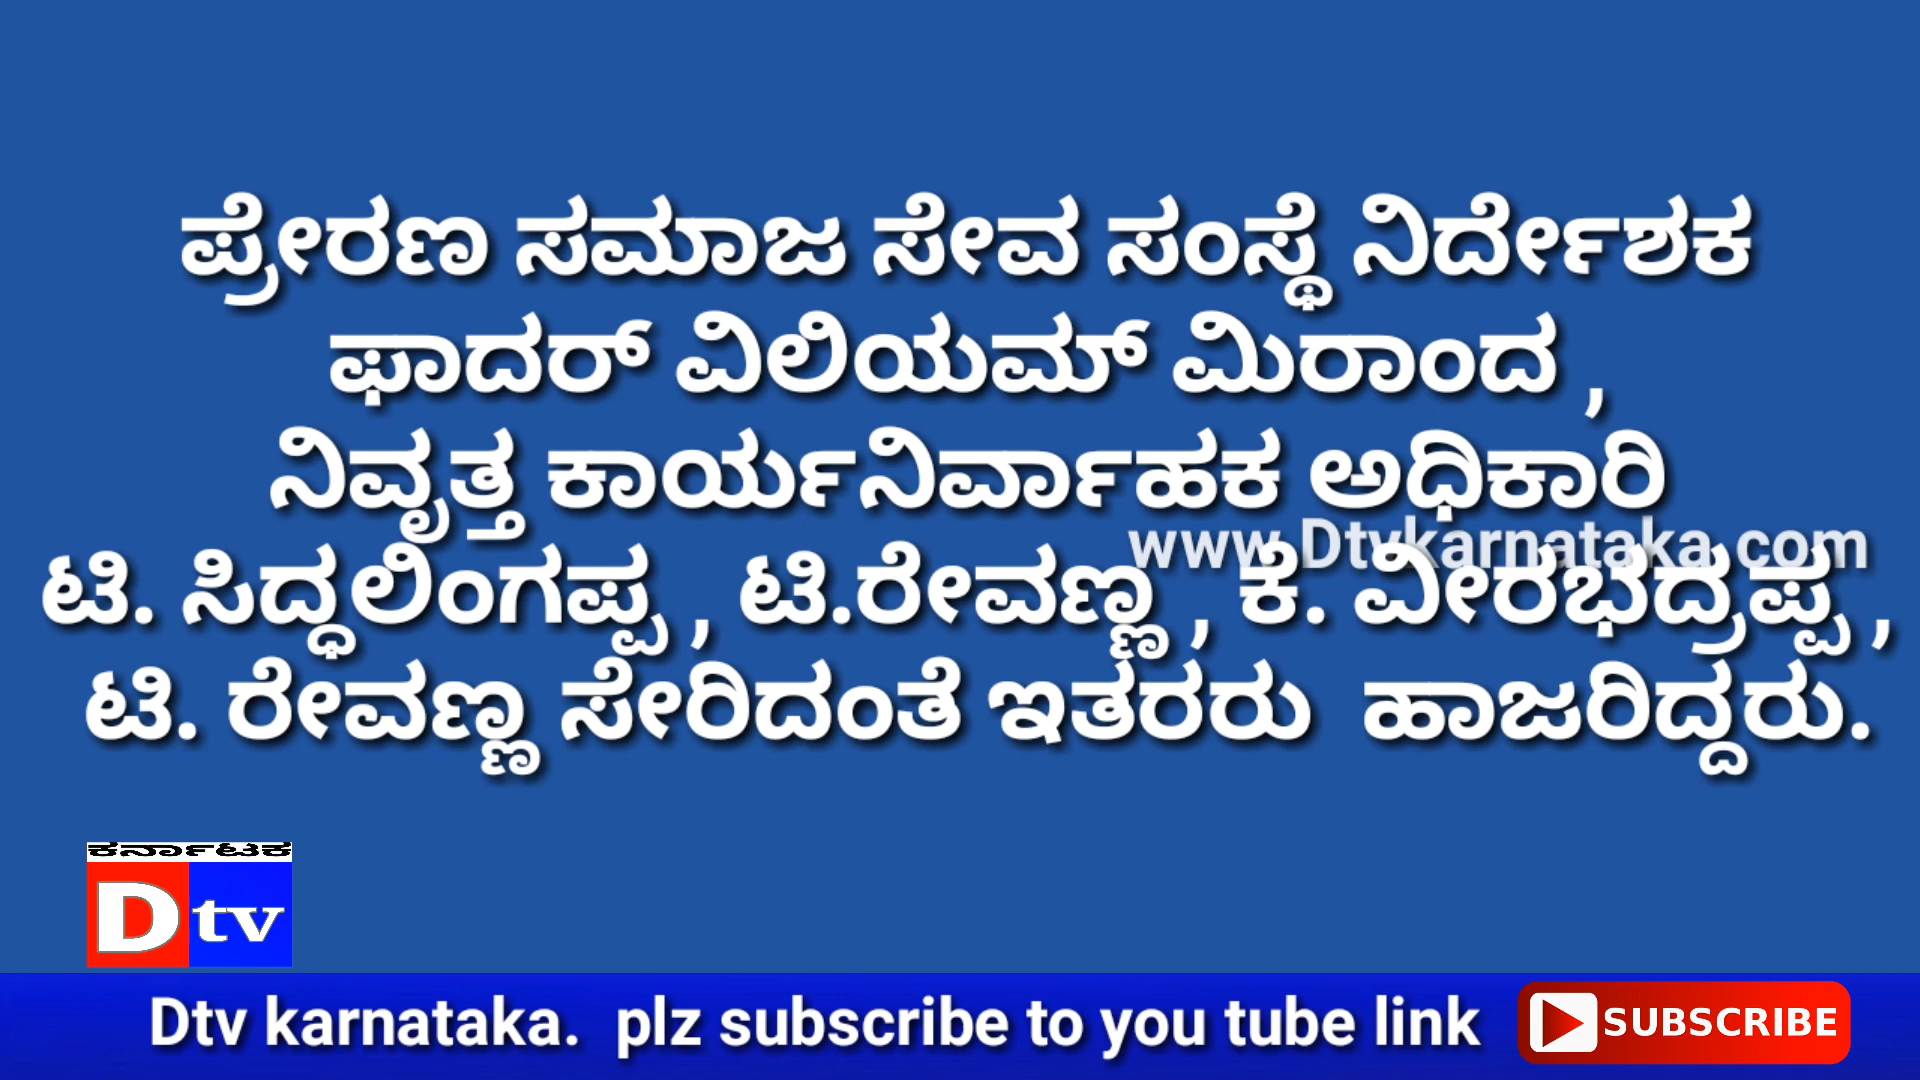 ಪ್ರೇರಣ ಸಮಾಜ ಸೇವ ಸಂಸ್ಥೆ ನಿರ್ದೇಶಕ
ಫಾದರ್ ವಿಲಿಯಮ್ ಮಿರಾಂದ ,
ನಿವೃತ್ತ ಕಾರ್ಯನಿರ್ವಾಹಕ ಅಧಿಕಾರಿ
www.Dtvkarnataka.com
ಟಿ. ಸಿದ್ಧಲಿಂಗಪ್ಪ , ಟಿ.ರೇವಣ್ಣ , ಕೆ. ವೀರಭದ್ರಪ್ಪ ,
ಟಿ. ರೇವಣ್ಣ ಸೇರಿದಂತೆ ಇತರರು ಹಾಜರಿದ್ದರು.
ಕರ್ನಾಟಕ
Dtv
Dtv karnataka. plz subscribe to you tube link
SUBSCRIBE